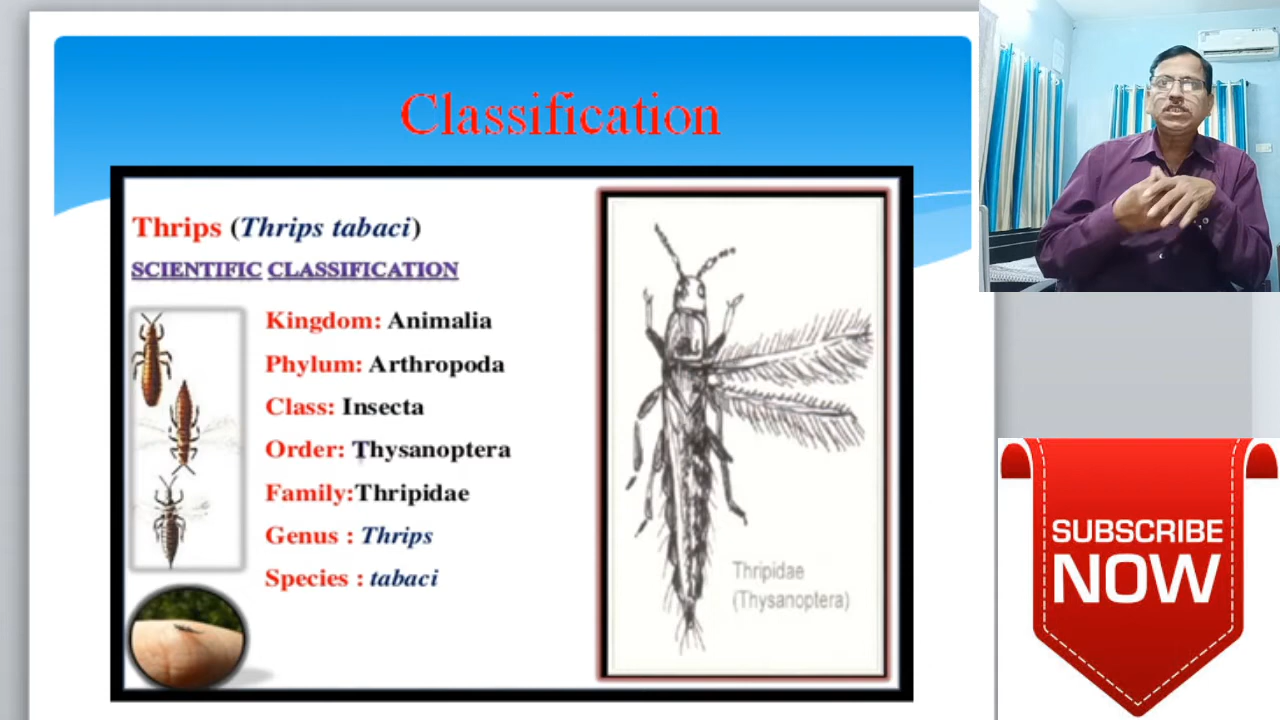 Classification
Thrips (Thrips tabaci)
SCIENTIFIC CLASSIFICATION
Kingdom: Animalia
Phylum: Arthropoda
Class: Insecta
Order: Thysanoptera
Family:Thripidae
Genus : Thrips
Species : tabaci
Thripidae
(Thysanoptera)
SUBSCRIBE
NOW